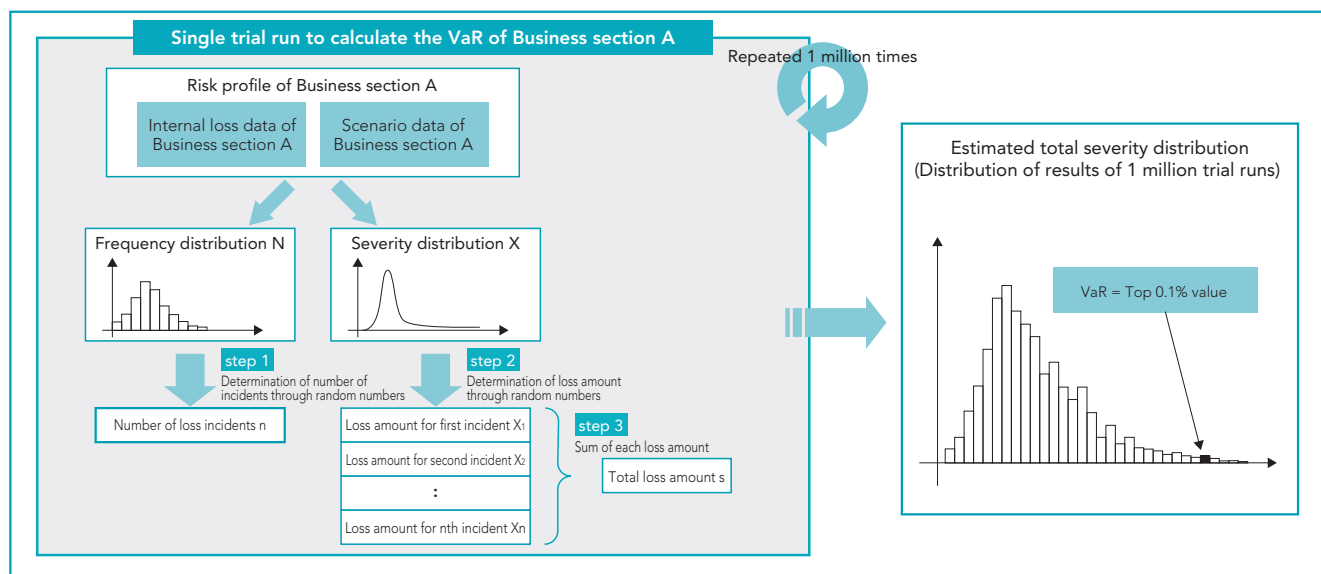 Single trial run to calculate the VaR of Business section A
Repeated 1 million times
Risk profile of Business section A
Internal loss data of
Business section A
Scenario data of
Business section A
Frequency distribution N
Severity distribution X
step 1
Determination of number of
incidents through random numbers
step 2
Determination of loss amount
through random numbers
Number of loss incidents n
Loss amount for first incident X1
Loss amount for second incident X2
:
Loss amount for nth incident Xn
step 3
Sum of each loss amount
Total loss amount s
Estimated total severity distribution
(Distribution of results of 1 million trial runs)
VaR = Top 0.1% value